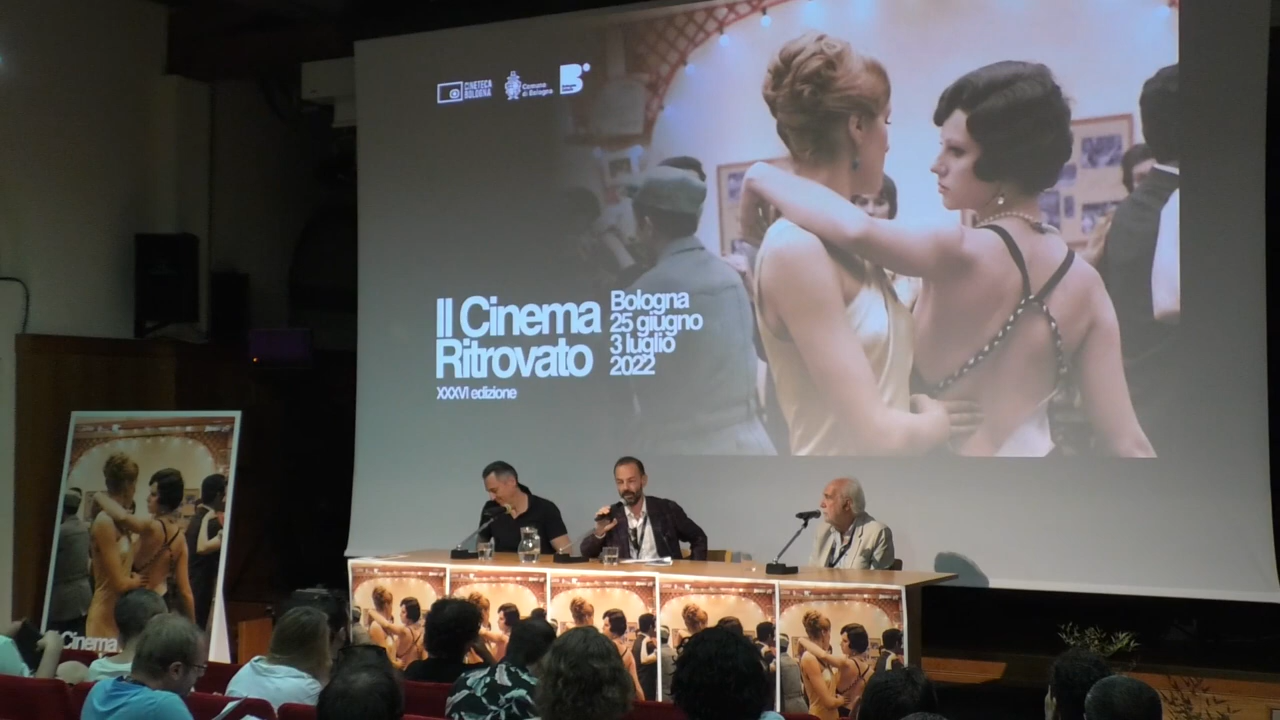 CINETECA
BOLOGNA
Comune
di Bologna
B
Il Cinema
Ritrovato
Bologna
25 giugno
3 luglio
2022
XXXVI edizione
Cinema